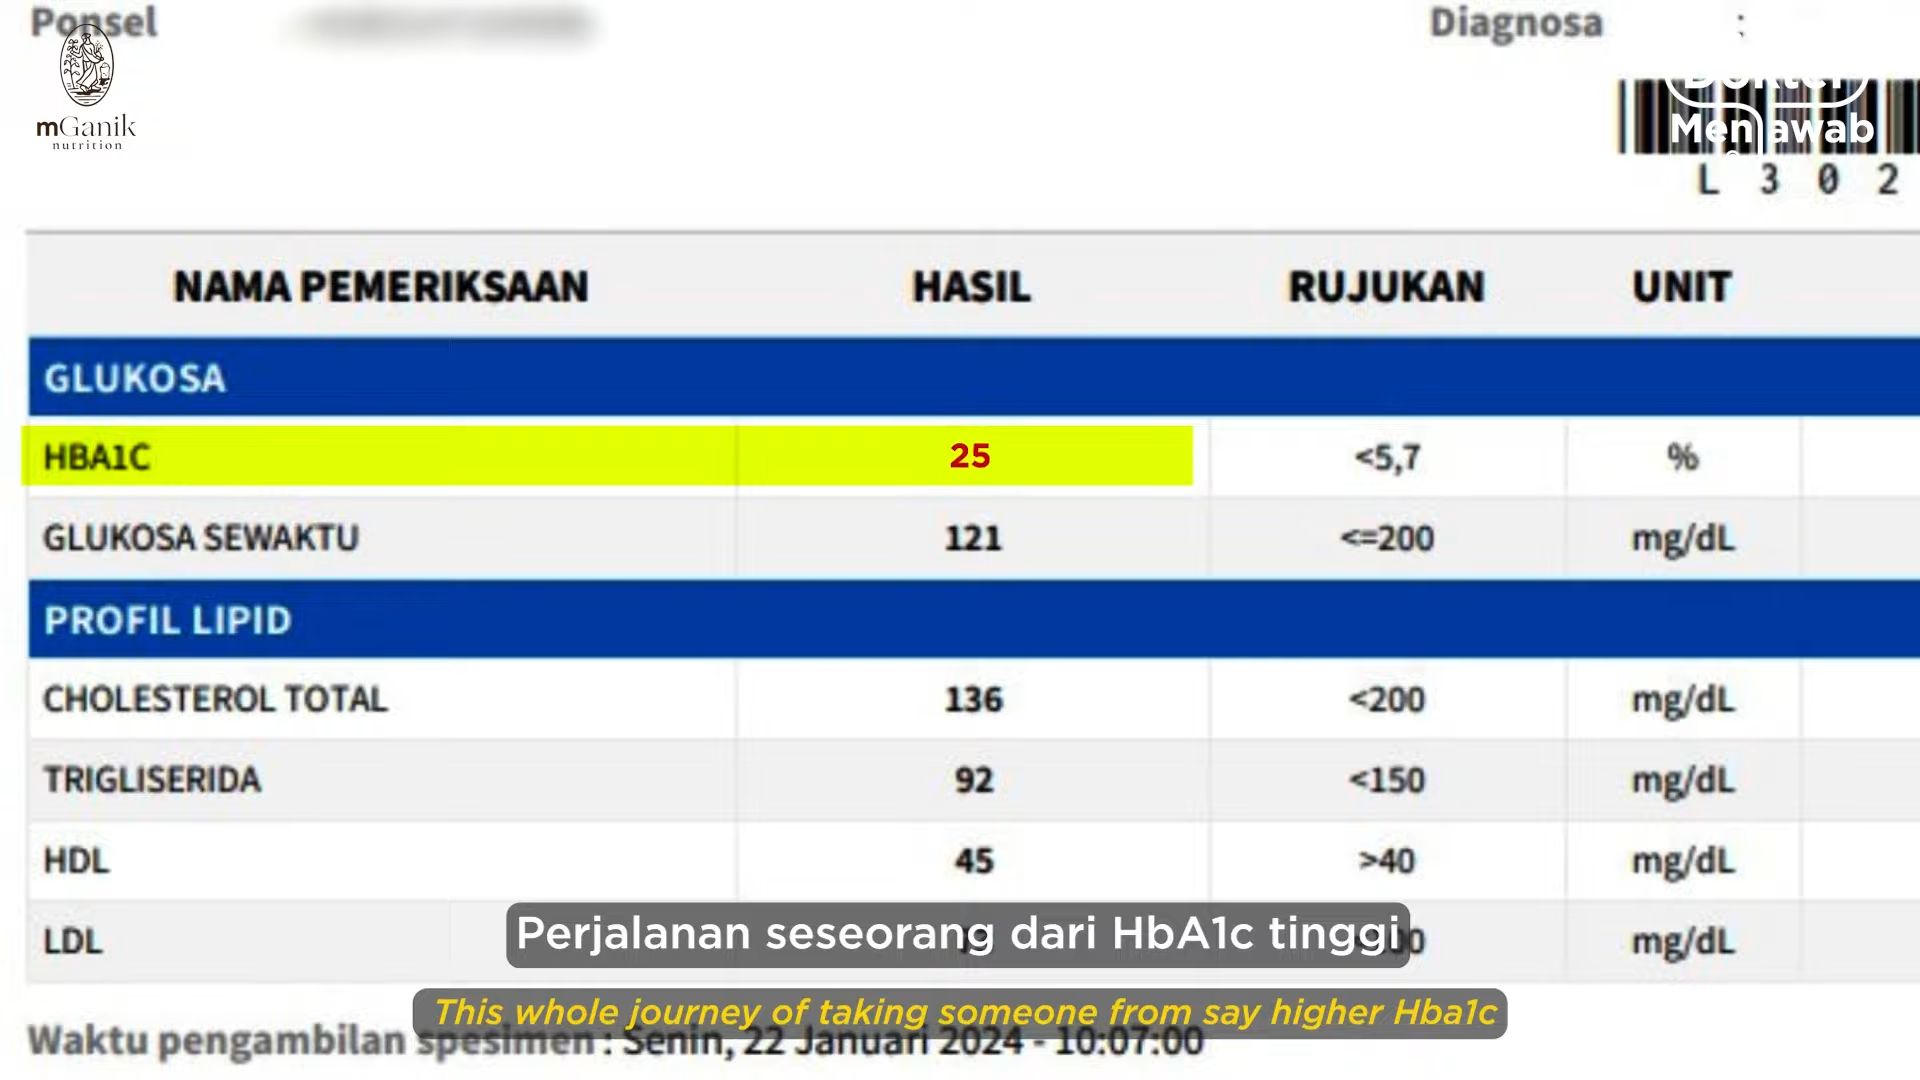 Ponsel
Diagnosa :
mGanik
nutrition
Dokter
Menjawab
L 3 0 2
NAMA PEMERIKSAAN HASIL RUJUKAN UNIT
GLUKOSA
HBA1C 25 <5,7 %
GLUKOSA SEWAKTU 121 <=200 mg/dL
PROFIL LIPID
CHOLESTEROL TOTAL 136 <200 mg/dL
TRIGLISERIDA 92 <150 mg/dL
HDL 45 >40 mg/dL
LDL mg/dL
Perjalanan seseorang dari HbA1c tinggi
This whole journey of taking someone from say higher Hba1c
Waktu pengambilan spesimen : Senin, 22 Januari 2024 - 10:07:00